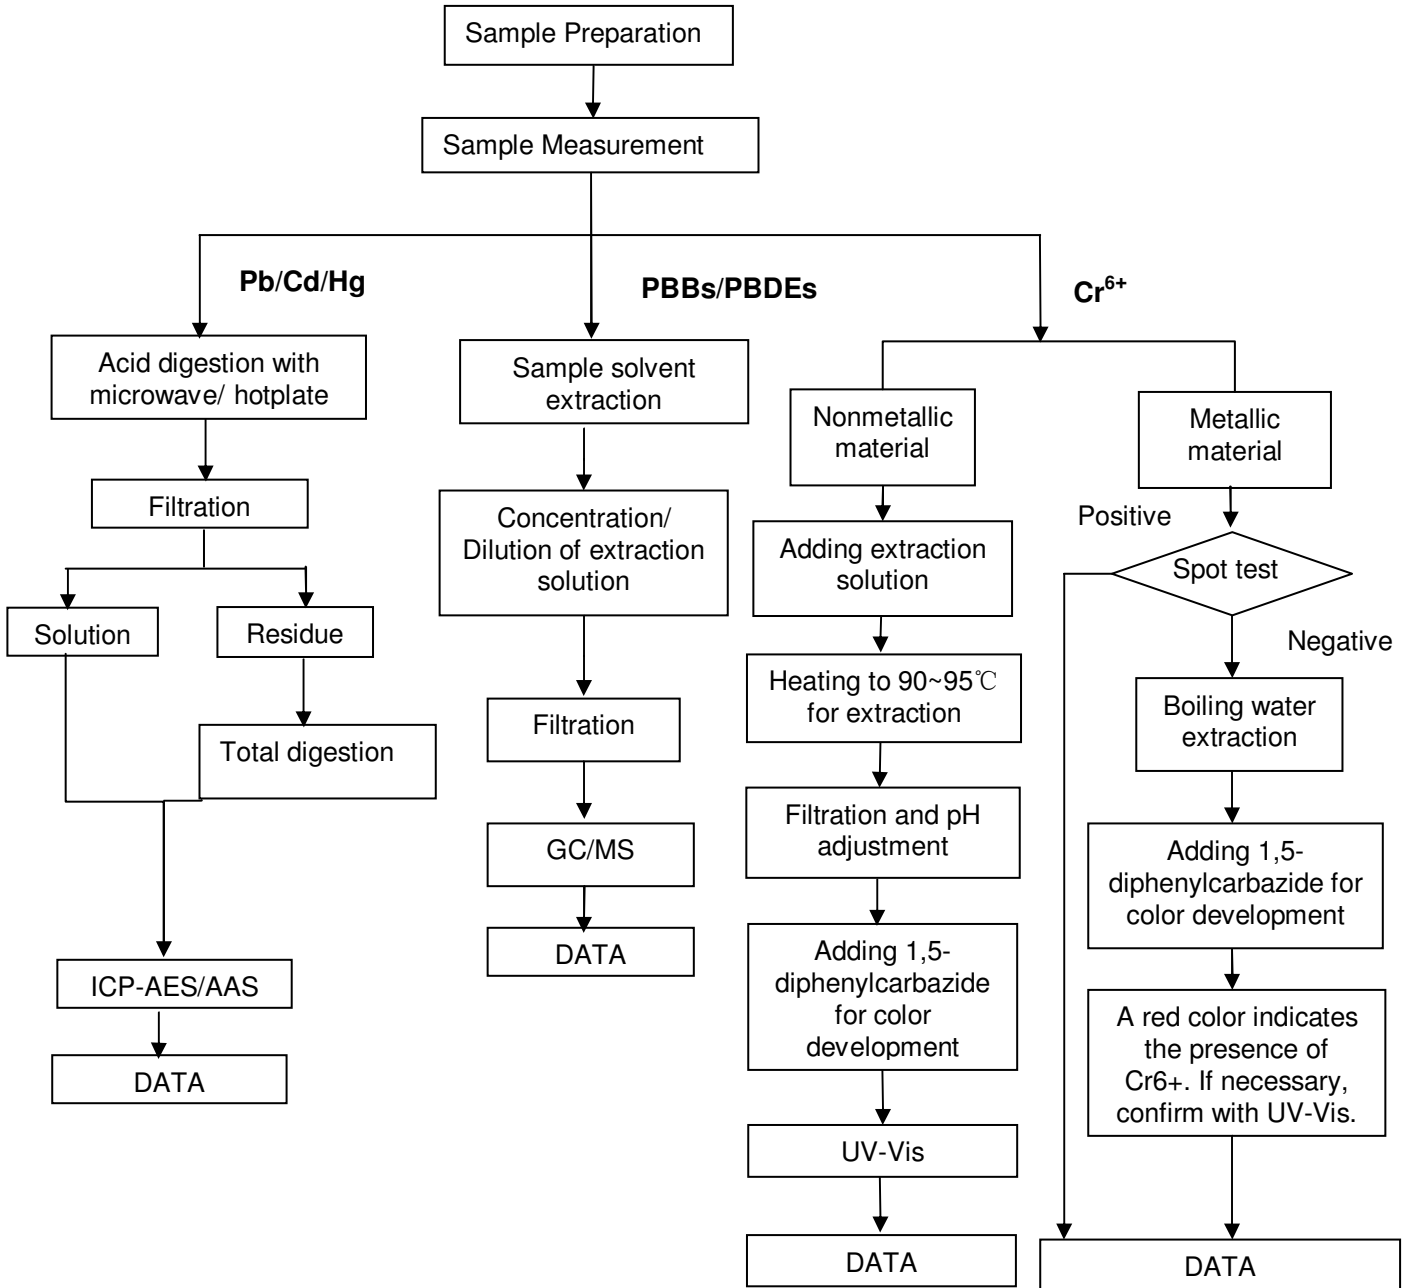 Sample Preparation
Sample Measurement
Pb/Cd/Hg
PBBs/PBDEs
Cr6+
Acid digestion with
microwave/ hotplate
Filtration
Solution
Residue
Total digestion
ICP-AES/AAS
DATA
Sample solvent
extraction
Concentration/
Dilution of extraction
solution
Filtration
GC/MS
DATA
Nonmetallic
material
Adding extraction
solution
Heating to 90~95℃
for extraction
Filtration and pH
adjustment
Adding 1,5-
diphenylcarbazide
for color
development
UV-Vis
DATA
Metallic
material
Positive
Spot test
Negative
Boiling water
extraction
Adding 1,5-
diphenylcarbazide for
color development
A red color indicates
the presence of
Cr6+. If necessary,
confirm with UV-Vis.
DATA